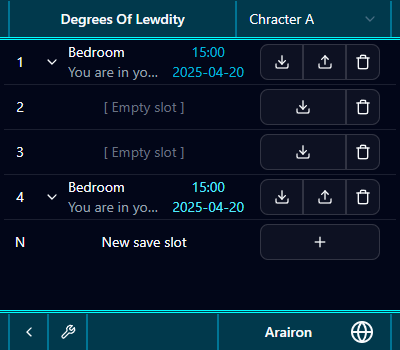 Degrees Of Lewdity Chracter A
1 Bedroom 15:00
You are in yo... 2025-04-20
2 [ Empty slot ]
3 [ Empty slot ]
4 Bedroom 15:00
You are in yo... 2025-04-20
N New save slot
Arairon